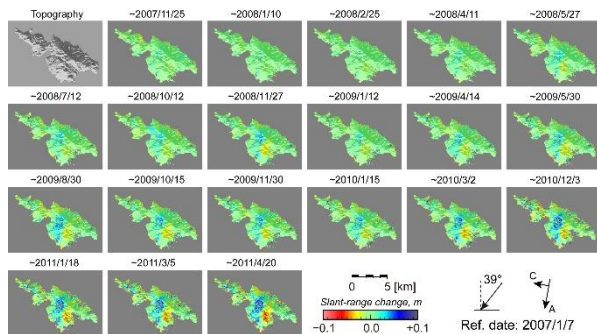 Topography ~2007/11/25 ~2008/1/10 ~2008/2/25 ~2008/4/11 ~2008/5/27
~2008/7/12 ~2008/10/12 ~2008/11/27 ~2009/1/12 ~2009/4/14 ~2009/5/30
~2009/8/30 ~2009/10/15 ~2009/11/30 ~2010/1/15 ~2010/3/2 ~2010/12/3
~2011/1/18 ~2011/3/5 ~2011/4/20
0 5 [km]
Slant-range change, m
−0.1 0.0 +0.1
39°
C
A
Ref. date: 2007/1/7